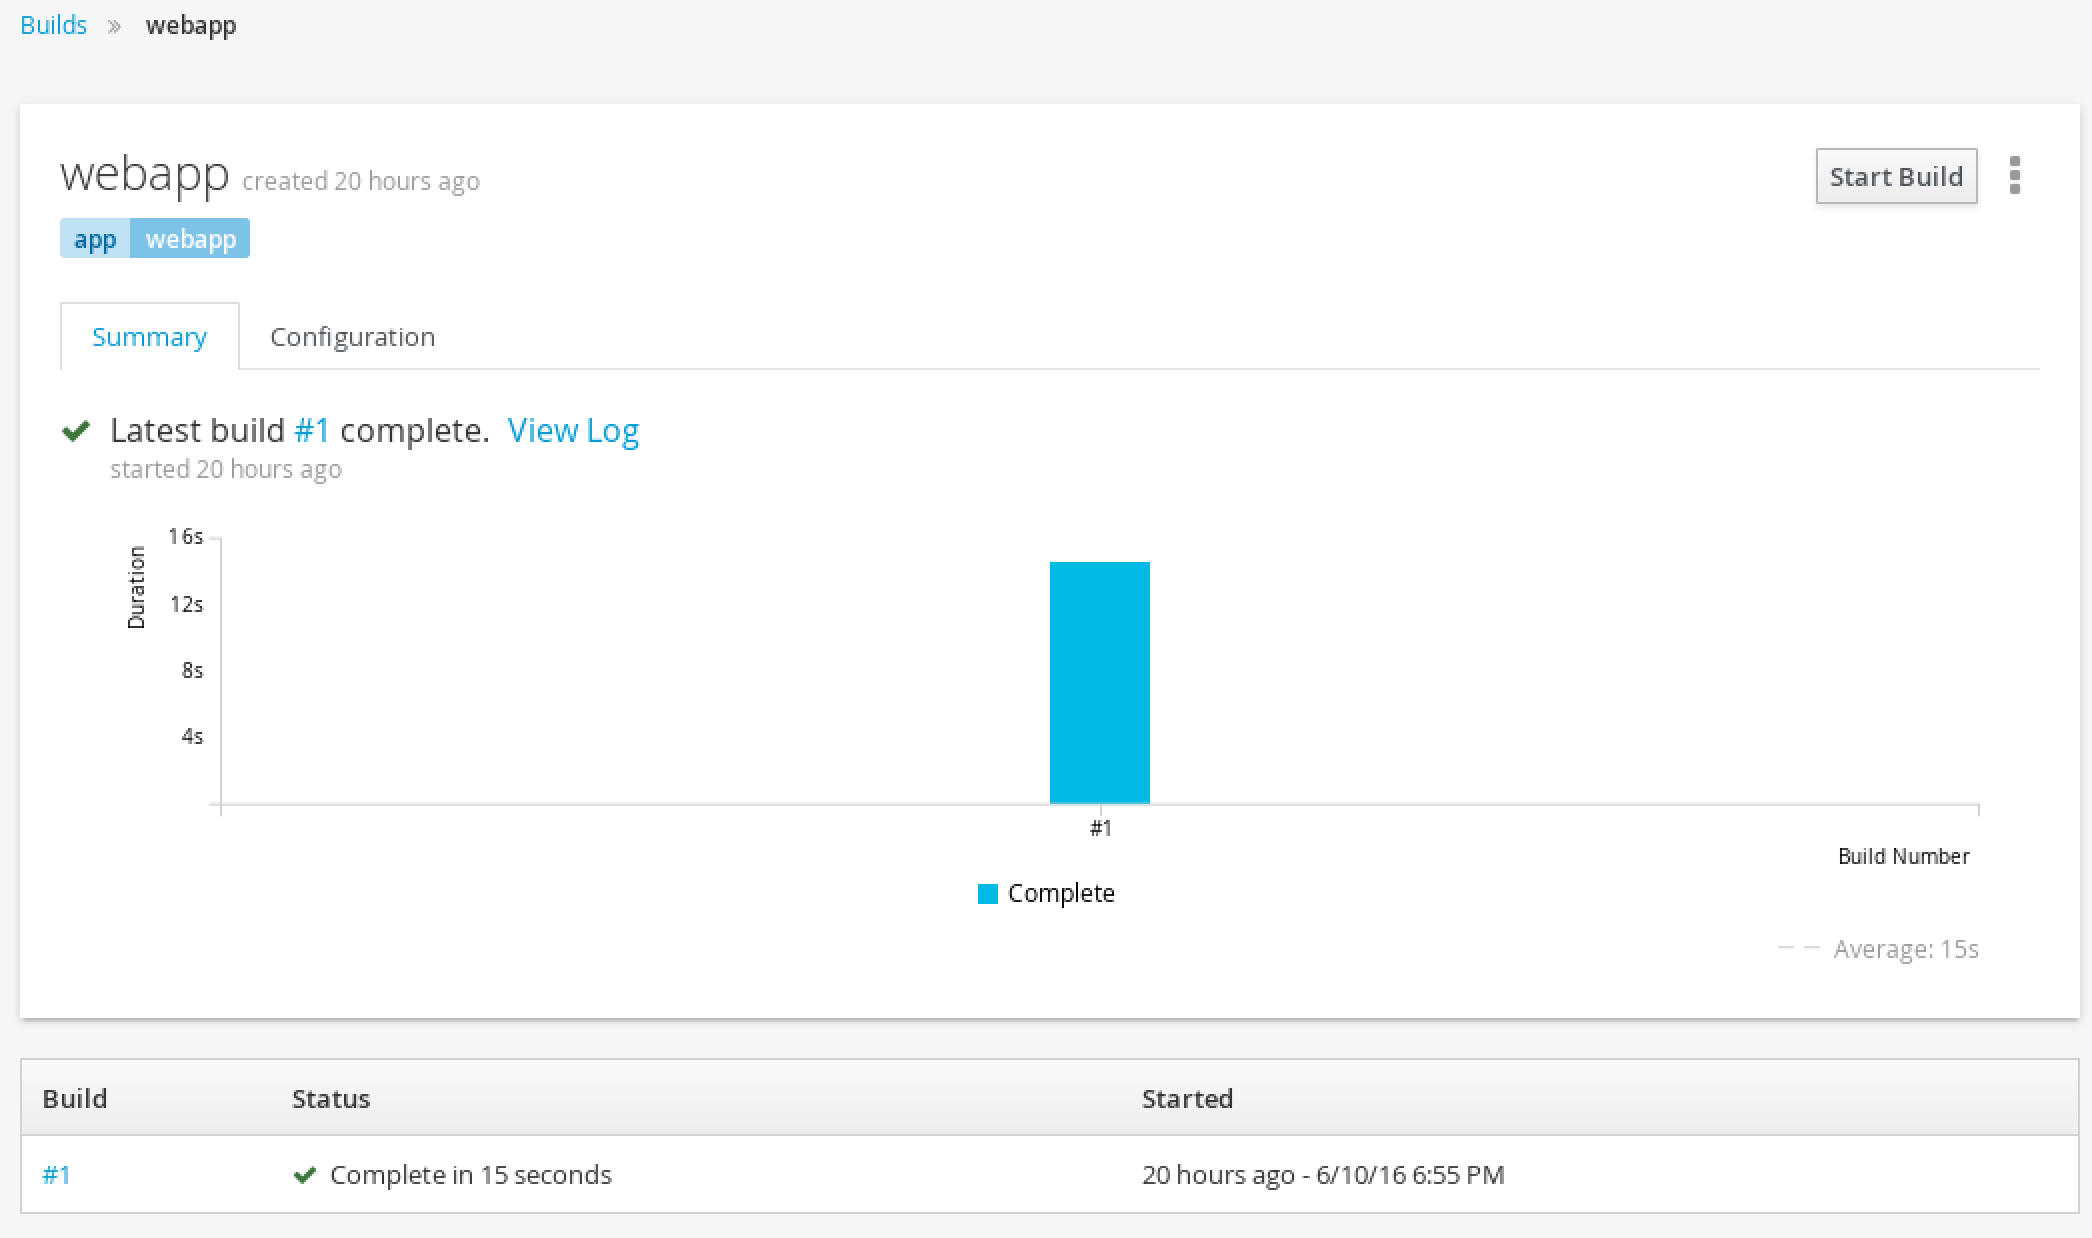 Builds » webapp
webapp created 20 hours ago
Start Build
app webapp
Summary Configuration
Latest build #1 complete. View Log
started 20 hours ago
Duration
16s
12s
8s
4s
#1
Build Number
Complete
Average: 15s
Build Status Started
#1 Complete in 15 seconds 20 hours ago - 6/10/16 6:55 PM